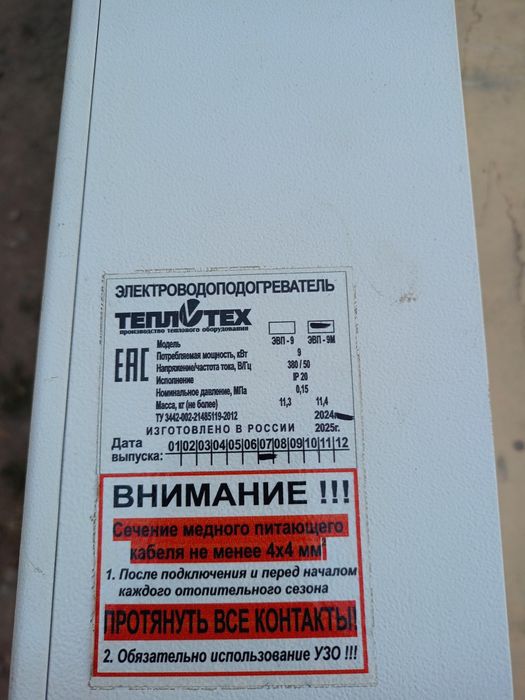 ЭЛЕКТРОВОДОПОДОГРЕВАТЕЛЬ
ТЕПЛОТЕХ
производство теплового оборудования
Модель ЭВП - 9 ЭВП - 9М
ЕАС
Потребляемая мощность, кВт 9
Напряжение/частота тока, В/Гц 380 / 50
Исполнение IP 20
Номинальное давление, МПа 0,15
Масса, кг (не более) 11,3 11,4
ТУ 3442-002-21485119-2012 2024г.
ИЗГОТОВЛЕНО В РОССИИ 2025г.
Дата выпуска: 01 02 03 04 05 06 07 08 09 10 11 12
ВНИМАНИЕ !!!
Сечение медного питающего
кабеля не менее 4х4 мм²
1. После подключения и перед началом
каждого отопительного сезона
ПРОТЯНУТЬ ВСЕ КОНТАКТЫ!
2. Обязательно использование УЗО !!!